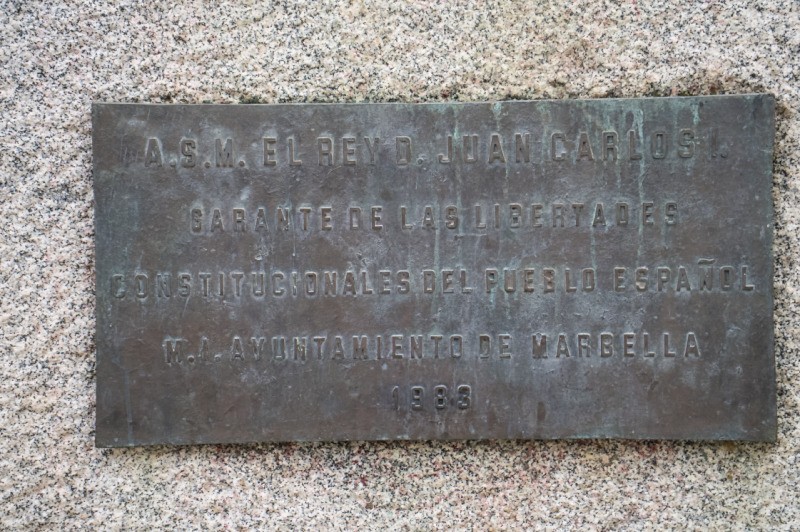 A.S.M. EL REY D. JUAN CARLOS I.
GARANTE DE LAS LIBERTADES
CONSTITUCIONALES DEL PUEBLO ESPAÑOL
M.I. AYUNTAMIENTO DE MARBELLA
1983